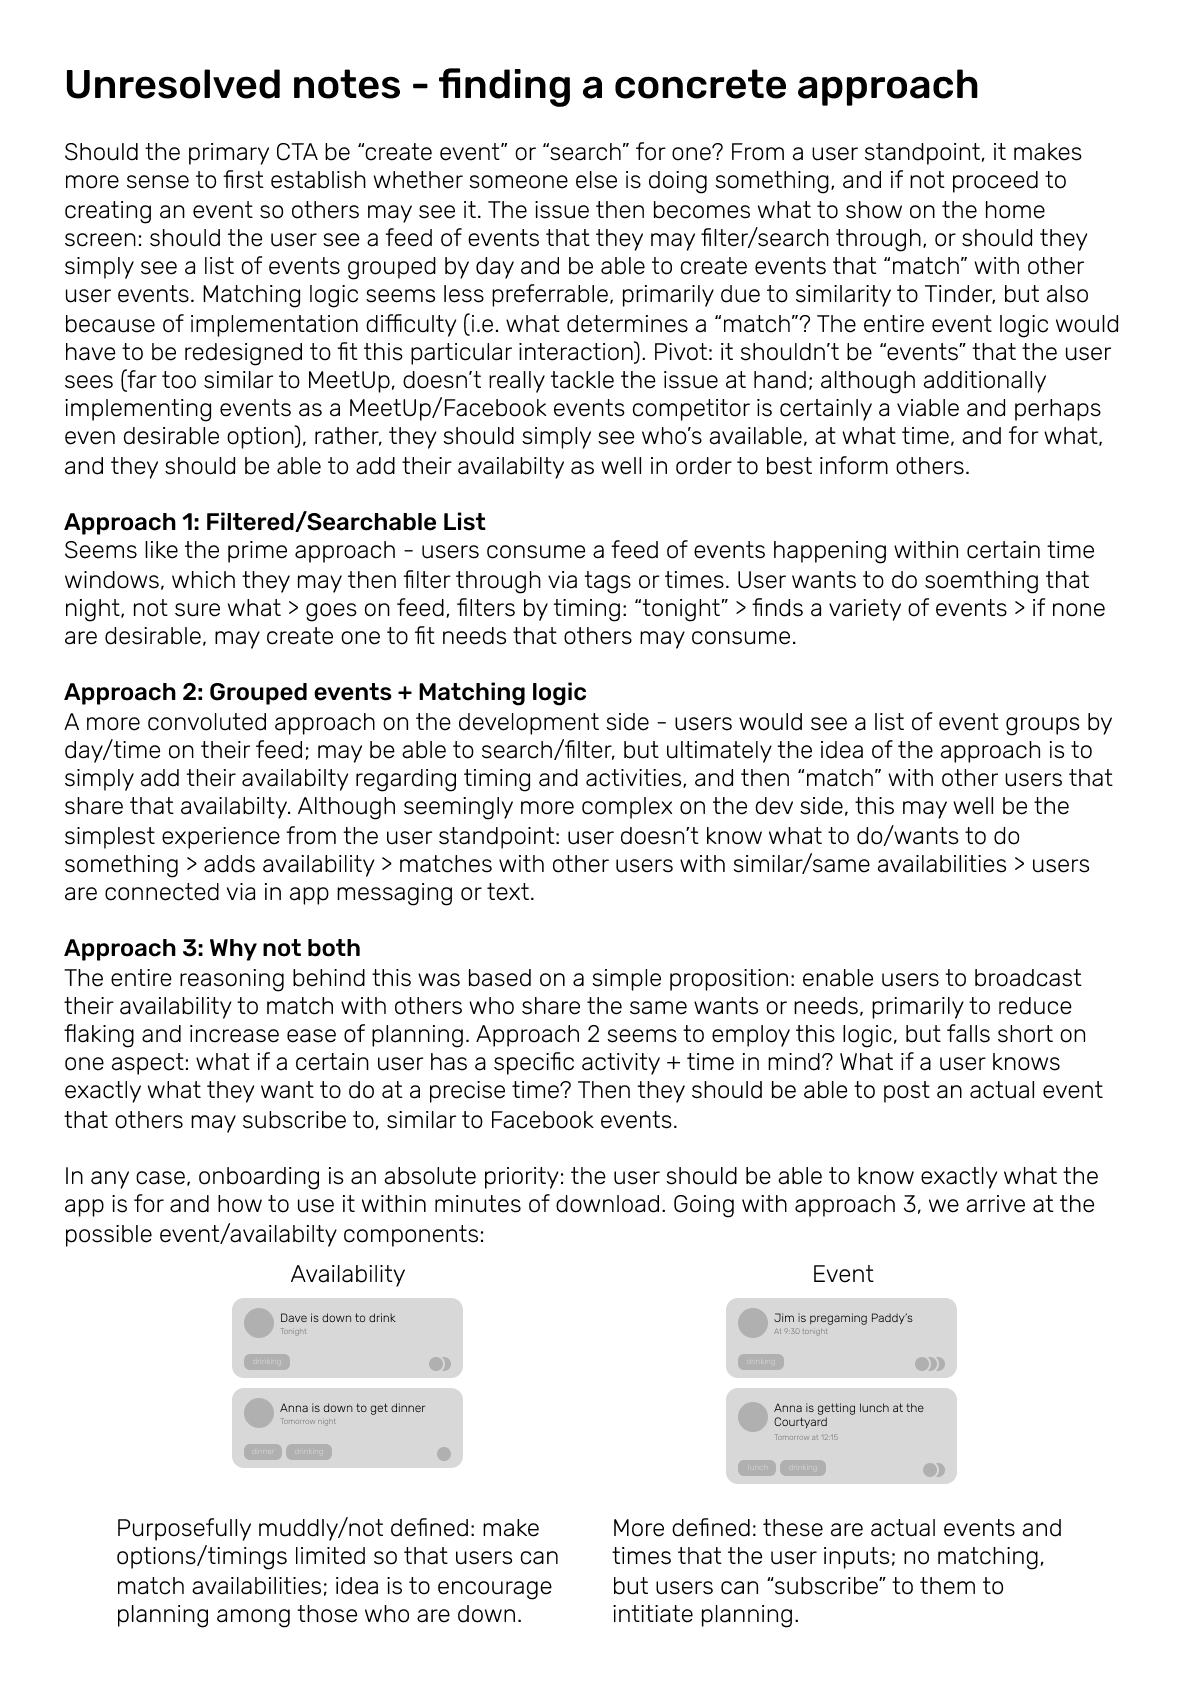 Unresolved notes - finding a concrete approach
Should the primary CTA be “create event” or “search” for one? From a user standpoint, it makes
more sense to first establish whether someone else is doing something, and if not proceed to
creating an event so others may see it. The issue then becomes what to show on the home
screen: should the user see a feed of events that they may filter/search through, or should they
simply see a list of events grouped by day and be able to create events that “match” with other
user events. Matching logic seems less preferrable, primarily due to similarity to Tinder, but also
because of implementation difficulty (i.e. what determines a “match”? The entire event logic would
have to be redesigned to fit this particular interaction). Pivot: it shouldn’t be “events” that the user
sees (far too similar to MeetUp, doesn’t really tackle the issue at hand; although additionally
implementing events as a MeetUp/Facebook events competitor is certainly a viable and perhaps
even desirable option), rather, they should simply see who’s available, at what time, and for what,
and they should be able to add their availabilty as well in order to best inform others.
Approach 1: Filtered/Searchable List
Seems like the prime approach - users consume a feed of events happening within certain time
windows, which they may then filter through via tags or times. User wants to do soemthing that
night, not sure what > goes on feed, filters by timing: “tonight” > finds a variety of events > if none
are desirable, may create one to fit needs that others may consume.
Approach 2: Grouped events + Matching logic
A more convoluted approach on the development side - users would see a list of event groups by
day/time on their feed; may be able to search/filter, but ultimately the idea of the approach is to
simply add their availabilty regarding timing and activities, and then “match” with other users that
share that availabilty. Although seemingly more complex on the dev side, this may well be the
simplest experience from the user standpoint: user doesn’t know what to do/wants to do
something > adds availability > matches with other users with similar/same availabilities > users
are connected via in app messaging or text.
Approach 3: Why not both
The entire reasoning behind this was based on a simple proposition: enable users to broadcast
their availability to match with others who share the same wants or needs, primarily to reduce
flaking and increase ease of planning. Approach 2 seems to employ this logic, but falls short on
one aspect: what if a certain user has a specific activity + time in mind? What if a user knows
exactly what they want to do at a precise time? Then they should be able to post an actual event
that others may subscribe to, similar to Facebook events.
In any case, onboarding is an absolute priority: the user should be able to know exactly what the
app is for and how to use it within minutes of download. Going with approach 3, we arrive at the
possible event/availabilty components:
Availability
Dave is down to drink
Tonight
drinking
Anna is down to get dinner
Tomorrow night
dinner drinking
Purposefully muddly/not defined: make
options/timings limited so that users can
match availabilities; idea is to encourage
planning among those who are down.
Event
Jim is pregaming Paddy’s
At 9:30 tonight
drinking
Anna is getting lunch at the
Courtyard
Tomorrow at 12:15
lunch drinking
More defined: these are actual events and
times that the user inputs; no matching,
but users can “subscribe” to them to
intitiate planning.